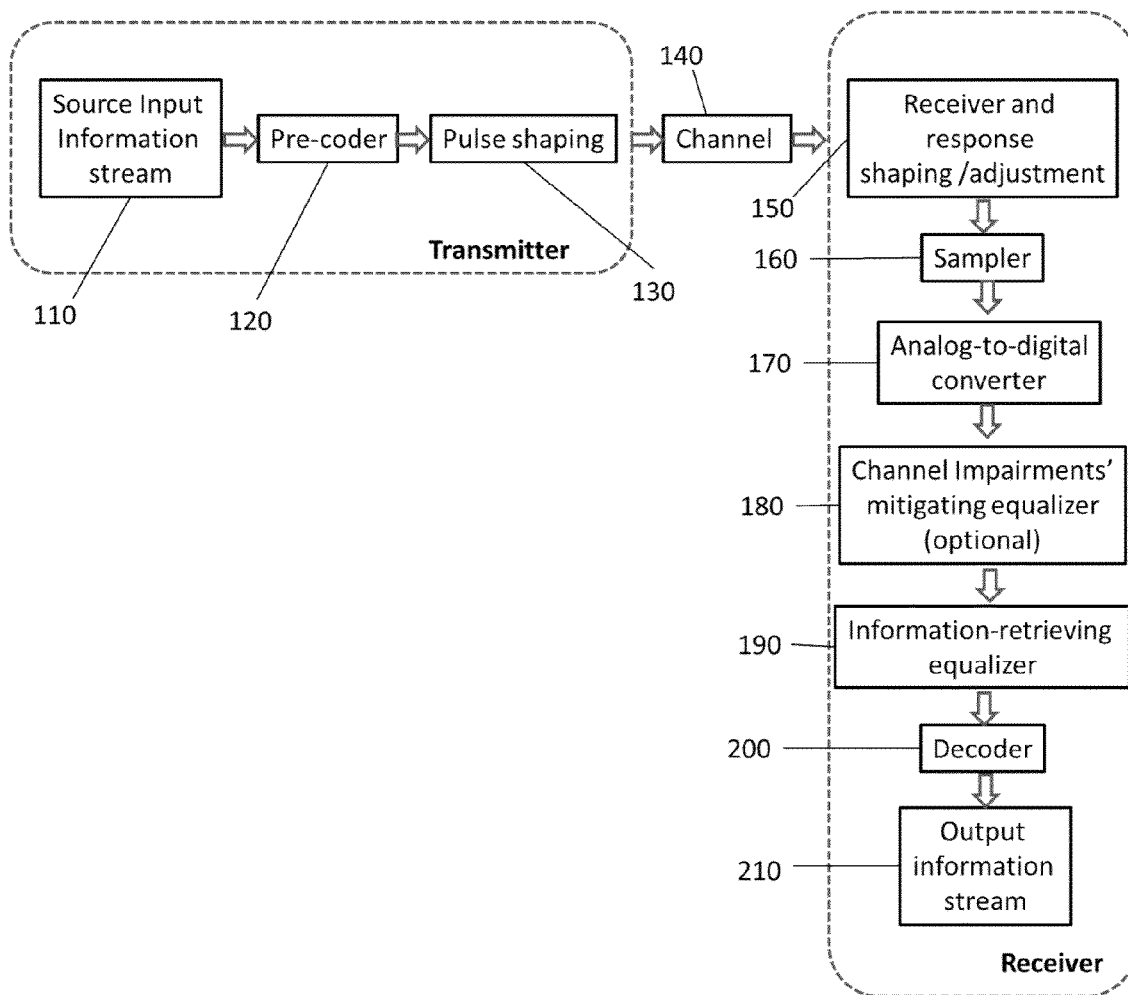 140
Source Input
Information
stream
Pre-coder
Pulse shaping
Channel
Receiver and
response
shaping /adjustment
150
Transmitter
160
Sampler
110
120
130
170
Analog-to-digital
converter
180
Channel Impairments'
mitigating equalizer
(optional)
190
Information-retrieving
equalizer
200
Decoder
210
Output
information
stream
Receiver